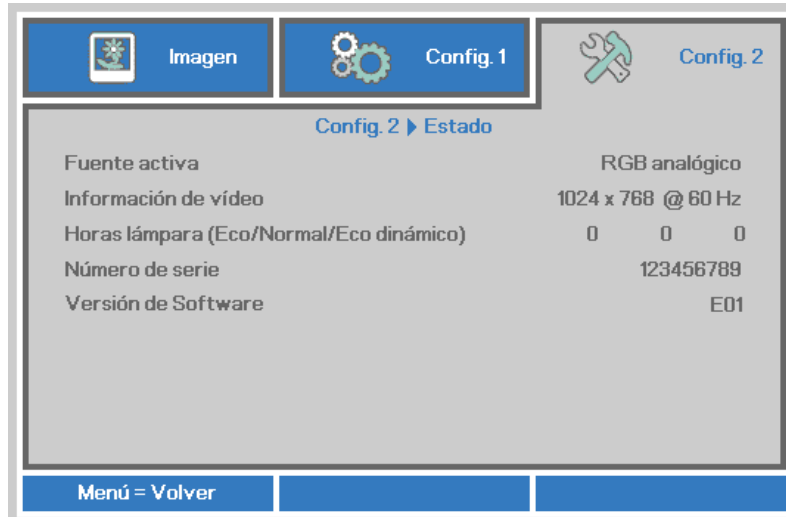 Imagen Config. 1 Config. 2
Config. 2 ▶ Estado
Fuente activa RGB analógico
Información de vídeo 1024 x 768 @ 60 Hz
Horas lámpara (Eco/Normal/Eco dinámico) 0 0 0
Número de serie 123456789
Versión de Software E01
Menú = Volver